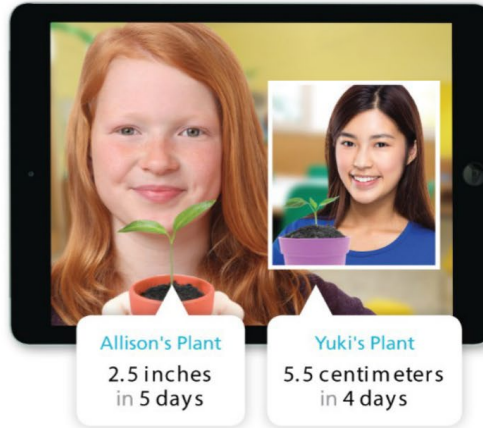 Allison's Plant
2.5 inches
in 5 days
Yuki's Plant
5.5 centimeters
in 4 days